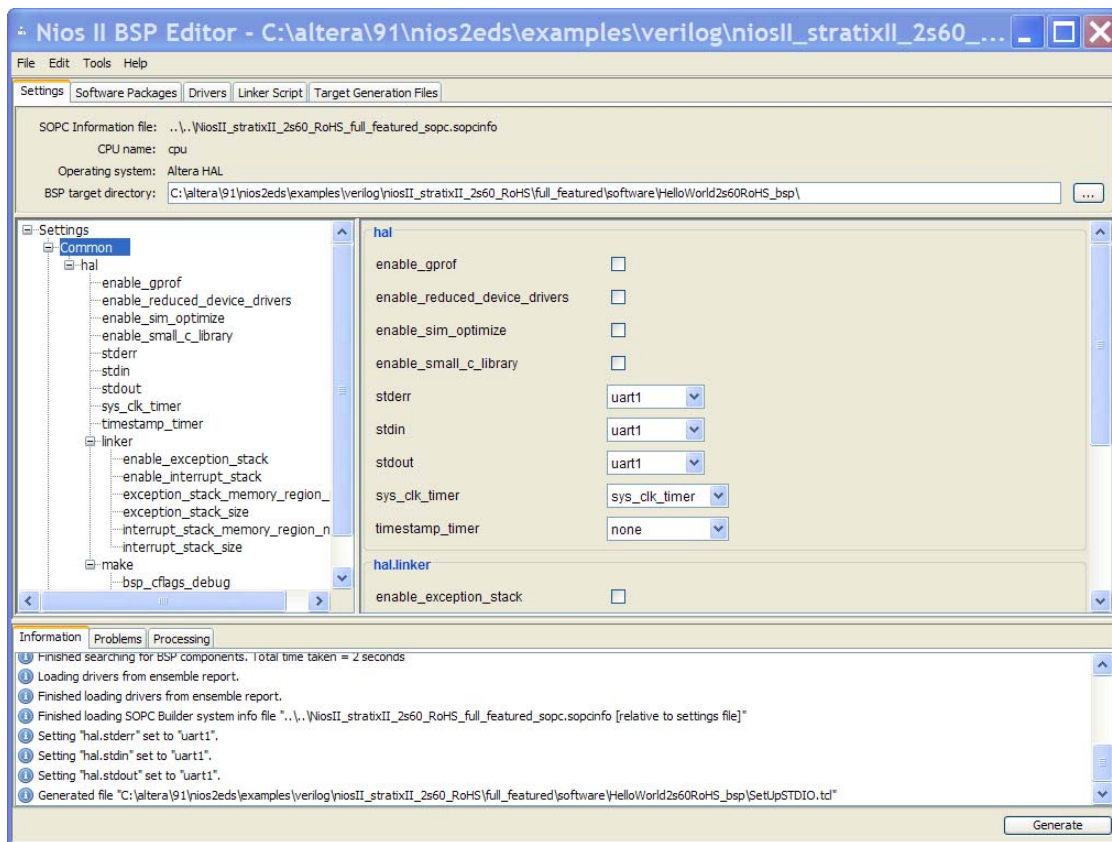 Nios II BSP Editor - C:\altera\91\nios2eds\examples\verilog\niosII_stratixII_2s60_...
File Edit Tools Help
Settings Software Packages Drivers Linker Script Target Generation Files
SOPC Information file: ..\..\NiosII_stratixII_2s60_RoHS_full_featured_sopc.sopcinfo
CPU name: cpu
Operating system: Altera HAL
BSP target directory: C:\altera\91\nios2eds\examples\verilog\niosII_stratixII_2s60_RoHS\full_featured\software\HelloWorld2s60RoHS_bsp\ ...
Settings
Common
hal
enable_gprof
enable_reduced_device_drivers
enable_sim_optimize
enable_small_c_library
stderr
stdin
stdout
sys_clk_timer
timestamp_timer
linker
enable_exception_stack
enable_interrupt_stack
exception_stack_memory_region_
exception_stack_size
interrupt_stack_memory_region_n
interrupt_stack_size
make
bsp_cflags_debug
hal
enable_gprof
enable_reduced_device_drivers
enable_sim_optimize
enable_small_c_library
stderr uart1
stdin uart1
stdout uart1
sys_clk_timer sys_clk_timer
timestamp_timer none
hal.linker
enable_exception_stack
Information Problems Processing
Finished searching for BSP components. Total time taken = 2 seconds
Loading drivers from ensemble report.
Finished loading drivers from ensemble report.
Finished loading SOPC Builder system info file "..\..\NiosII_stratixII_2s60_RoHS_full_featured_sopc.sopcinfo [relative to settings file]"
Setting "hal.stderr" set to "uart1".
Setting "hal.stdin" set to "uart1".
Setting "hal.stdout" set to "uart1".
Generated file "C:\altera\91\nios2eds\examples\verilog\niosII_stratixII_2s60_RoHS\full_featured\software\HelloWorld2s60RoHS_bsp\SetUpSTDIO.tcl"
Generate